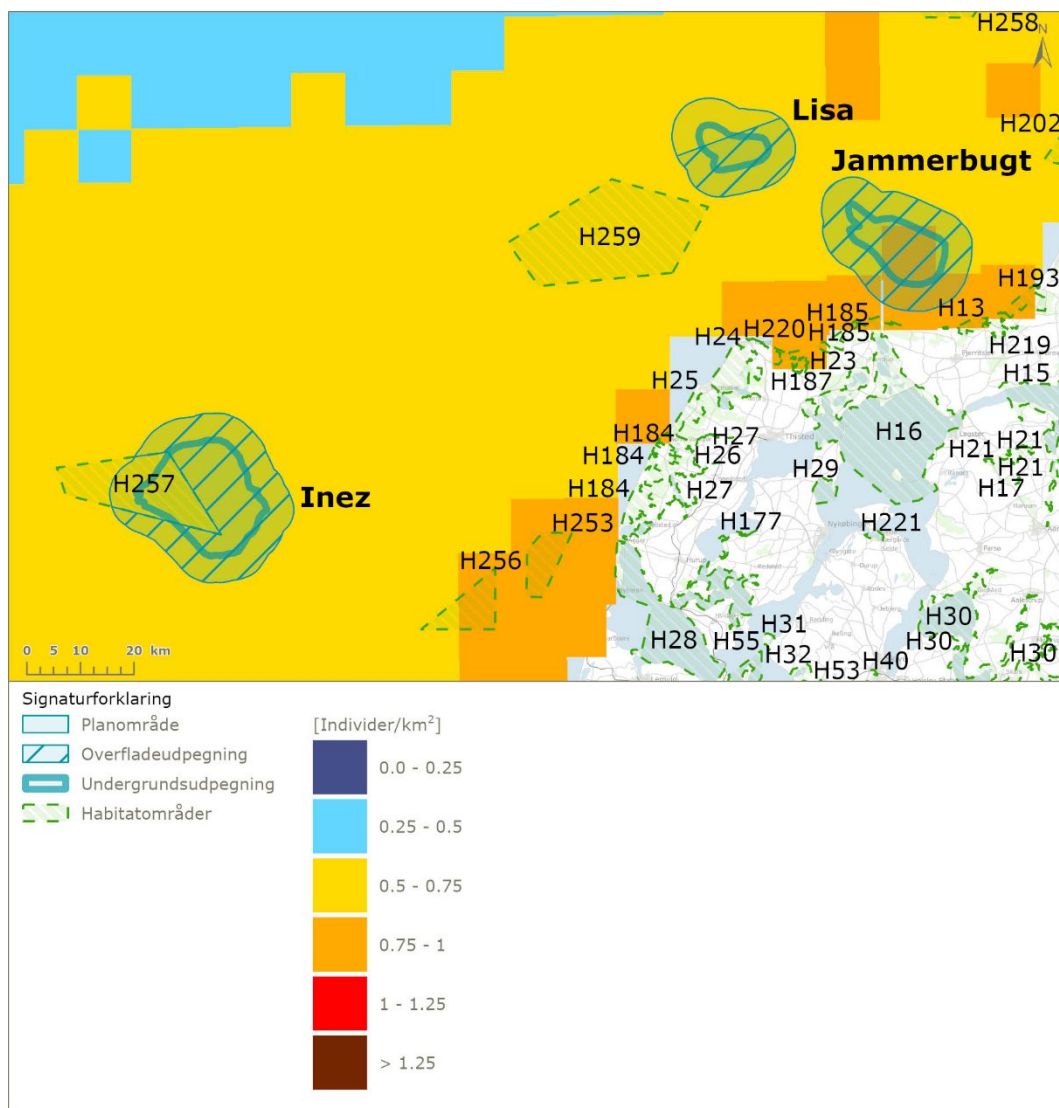 H258
N
Lisa
H202
Jammerbugt
H259
H193
H185
H13
H220
H24
H185
H219
H23
H25
H187
H15
H184
H27
Thisted
H16
H21
H21
H184
H26
H29
H21
H257
Inez
H184
H27
H17
H253
H177
Nykøbing
H221
H256
H31
H30
H28
H55
H30
H30
H32
H40
H53
0 5 10 20 km
Signaturforklaring
Planområde
Overfladeudpegning
Undergrundsudpegning
Habitatområder
[Individer/km²]
0.0 - 0.25
0.25 - 0.5
0.5 - 0.75
0.75 - 1
1 - 1.25
> 1.25